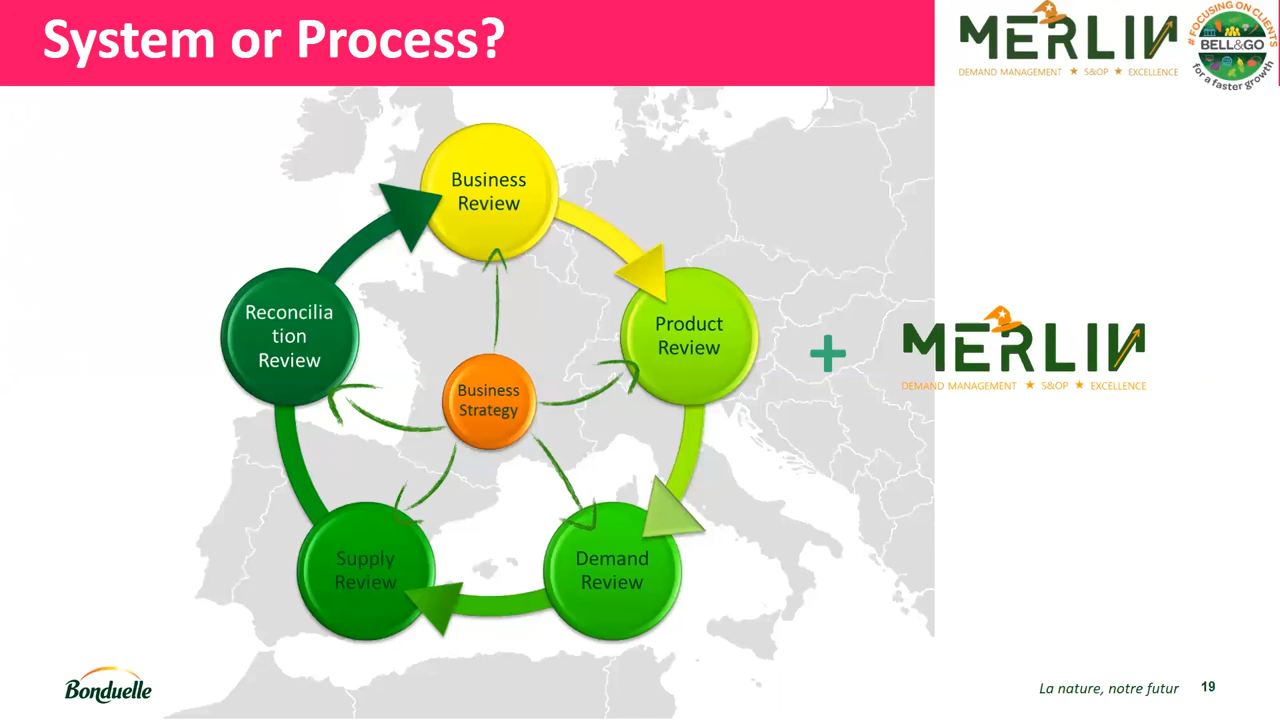 System or Process?
MERLIN
DEMAND MANAGEMENT ★ S&OP ★ EXCELLENCE
# FOCUSING ON CLIENTS
BELL&GO
for a faster growth
Business
Review
Reconcilia
tion
Review
Product
Review
Business
Strategy
MERLIN
DEMAND MANAGEMENT ★ S&OP ★ EXCELLENCE
Supply
Review
Demand
Review
Bonduelle
La nature, notre futur
19